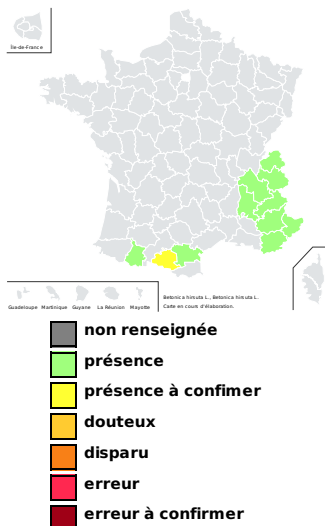 Île-de-France
Guadeloupe Martinique Guyane La Réunion Mayotte
Betonica hirsuta L., Betonica hirsuta L.
Carte en cours d'élaboration.
non renseignée
présence
présence à confimer
douteux
disparu
erreur
erreur à confirmer